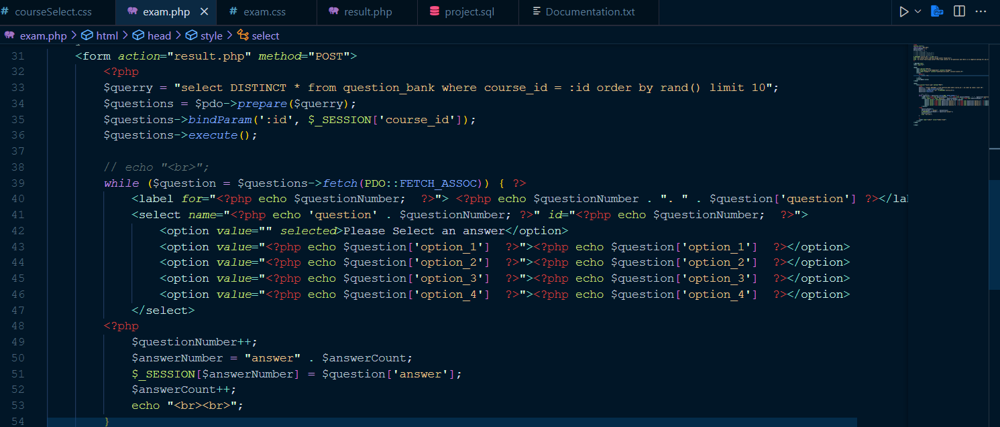 courseSelect.css exam.php exam.css result.php project.sql Documentation.txt
exam.php > html > head > style > select
31 <form action="result.php" method="POST">
32 <?php
33 $querry = "select DISTINCT * from question_bank where course_id = :id order by rand() limit 10";
34 $questions = $pdo->prepare($querry);
35 $questions->bindParam(':id', $_SESSION['course_id']);
36 $questions->execute();
37
38 // echo "<br>";
39 while ($question = $questions->fetch(PDO::FETCH_ASSOC)) { ?>
40 <label for="<?php echo $questionNumber;  ?>"> <?php echo $questionNumber . ". " . $question['question'] ?></la
41 <select name="<?php echo 'question' . $questionNumber; ?>" id="<?php echo $questionNumber;  ?>">
42 <option value="" selected>Please Select an answer</option>
43 <option value="<?php echo $question['option_1']  ?>"><?php echo $question['option_1']  ?></option>
44 <option value="<?php echo $question['option_2']  ?>"><?php echo $question['option_2']  ?></option>
45 <option value="<?php echo $question['option_3']  ?>"><?php echo $question['option_3']  ?></option>
46 <option value="<?php echo $question['option_4']  ?>"><?php echo $question['option_4']  ?></option>
47 </select>
48 <?php
49 $questionNumber++;
50 $answerNumber = "answer" . $answerCount;
51 $_SESSION[$answerNumber] = $question['answer'];
52 $answerCount++;
53 echo "<br><br>";
54 }